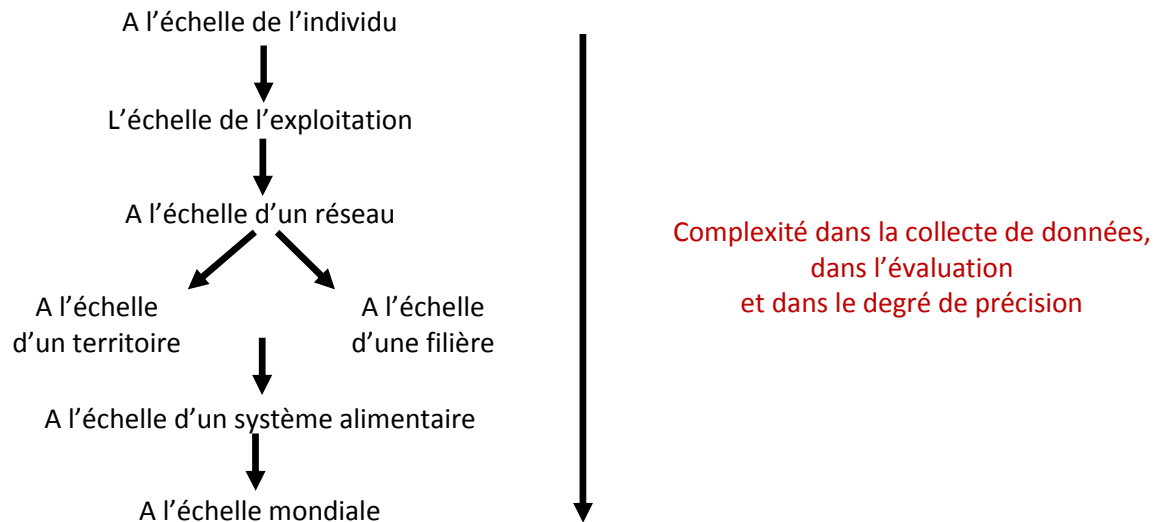 A l’échelle de l’individu
L’échelle de l’exploitation
A l’échelle d’un réseau
A l’échelle
d’un territoire
A l’échelle
d’une filière
A l’échelle d’un système alimentaire
A l’échelle mondiale
Complexité dans la collecte de données,
dans l’évaluation
et dans le degré de précision